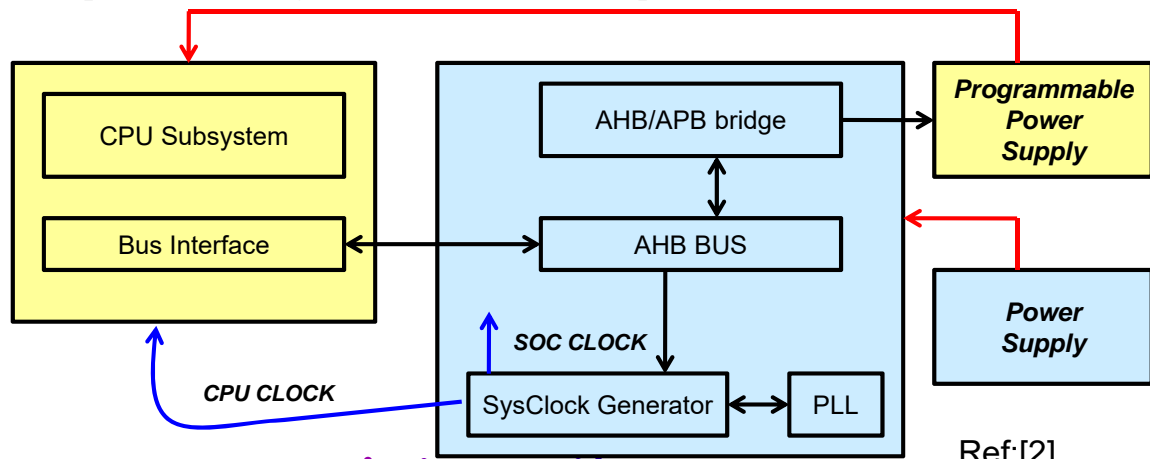 CPU Subsystem
Bus Interface
AHB/APB bridge
AHB BUS
Programmable
Power
Supply
Power
Supply
SOC CLOCK
CPU CLOCK
SysClock Generator
PLL
Ref:[2]